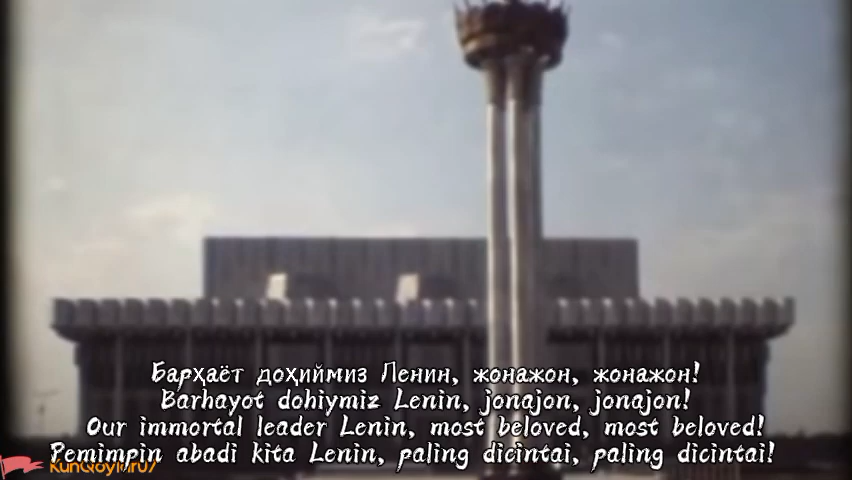 Барҳаёт доҳиймиз Ленин, жонажон, жонажон!
Barhayot dohiymiz Lenin, jonajon, jonajon!
Our immortal leader Lenin, most beloved, most beloved!
Pemimpin abadi kita Lenin, paling dicintai, paling dicintai!